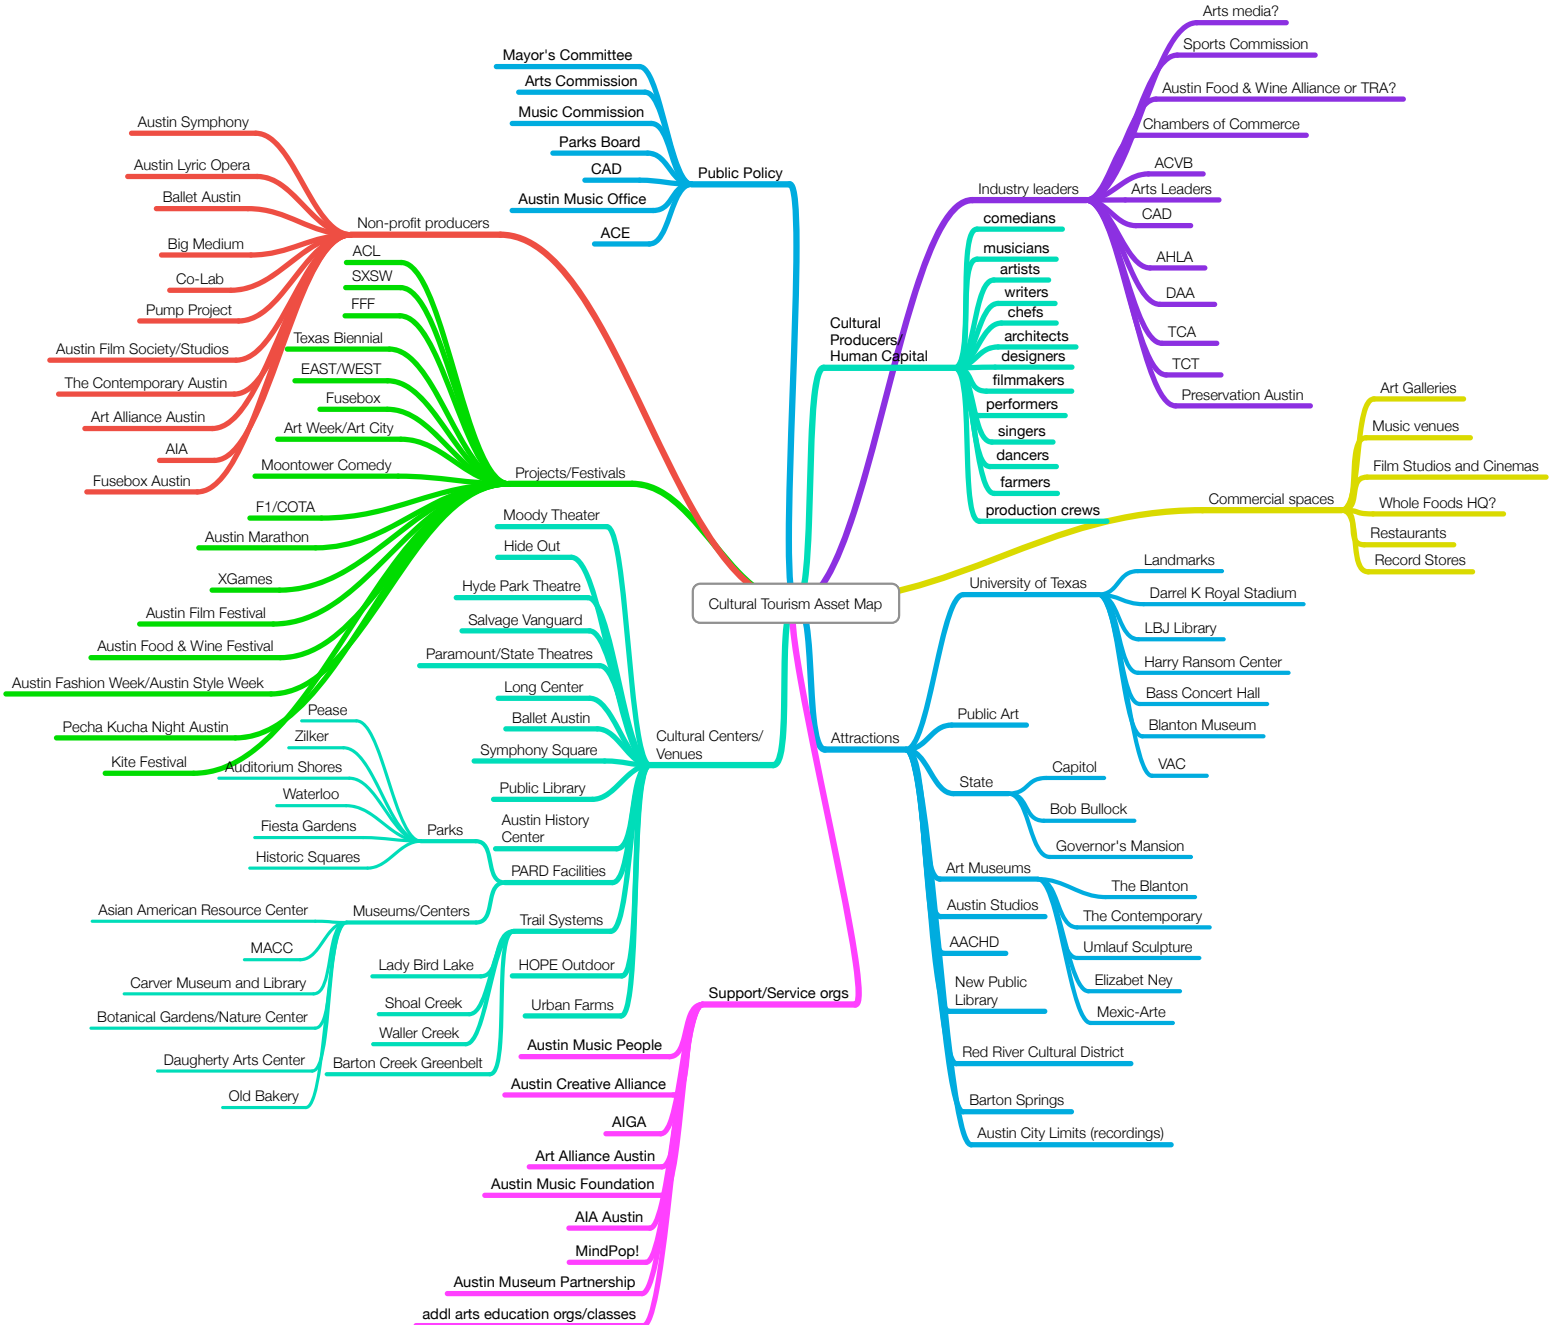 Cultural Tourism Asset Map
Public Policy
Mayor's Committee
Arts Commission
Music Commission
Parks Board
CAD
Austin Music Office
ACE
Non-profit producers
Austin Symphony
Austin Lyric Opera
Ballet Austin
Big Medium
Co-Lab
Pump Project
Austin Film Society/Studios
The Contemporary Austin
Art Alliance Austin
AIA
Fusebox Austin
Projects/Festivals
ACL
SXSW
FFF
Texas Biennial
EAST/WEST
Fusebox
Art Week/Art City
Moontower Comedy
F1/COTA
Austin Marathon
XGames
Austin Film Festival
Austin Food & Wine Festival
Austin Fashion Week/Austin Style Week
Pecha Kucha Night Austin
Kite Festival
Cultural Centers/
Venues
Moody Theater
Hide Out
Hyde Park Theatre
Salvage Vanguard
Paramount/State Theatres
Long Center
Ballet Austin
Symphony Square
Public Library
Austin History
Center
PARD Facilities
Parks
Pease
Zilker
Auditorium Shores
Waterloo
Fiesta Gardens
Historic Squares
Museums/Centers
Asian American Resource Center
MACC
Carver Museum and Library
Botanical Gardens/Nature Center
Daugherty Arts Center
Old Bakery
Trail Systems
Lady Bird Lake
Shoal Creek
Waller Creek
Barton Creek Greenbelt
HOPE Outdoor
Urban Farms
Support/Service orgs
Austin Music People
Austin Creative Alliance
AIGA
Art Alliance Austin
Austin Music Foundation
AIA Austin
MindPop!
Austin Museum Partnership
addl arts education orgs/classes
Industry leaders
Arts media?
Sports Commission
Austin Food & Wine Alliance or TRA?
Chambers of Commerce
ACVB
Arts Leaders
CAD
AHLA
DAA
TCA
TCT
Preservation Austin
Cultural
Producers/
Human Capital
comedians
musicians
artists
writers
chefs
architects
designers
filmmakers
performers
singers
dancers
farmers
production crews
Commercial spaces
Art Galleries
Music venues
Film Studios and Cinemas
Whole Foods HQ?
Restaurants
Record Stores
Attractions
University of Texas
Landmarks
Darrel K Royal Stadium
LBJ Library
Harry Ransom Center
Bass Concert Hall
Blanton Museum
VAC
Public Art
State
Capitol
Bob Bullock
Governor's Mansion
Art Museums
The Blanton
The Contemporary
Umlauf Sculpture
Elizabet Ney
Mexic-Arte
Austin Studios
AACHD
New Public
Library
Red River Cultural District
Barton Springs
Austin City Limits (recordings)